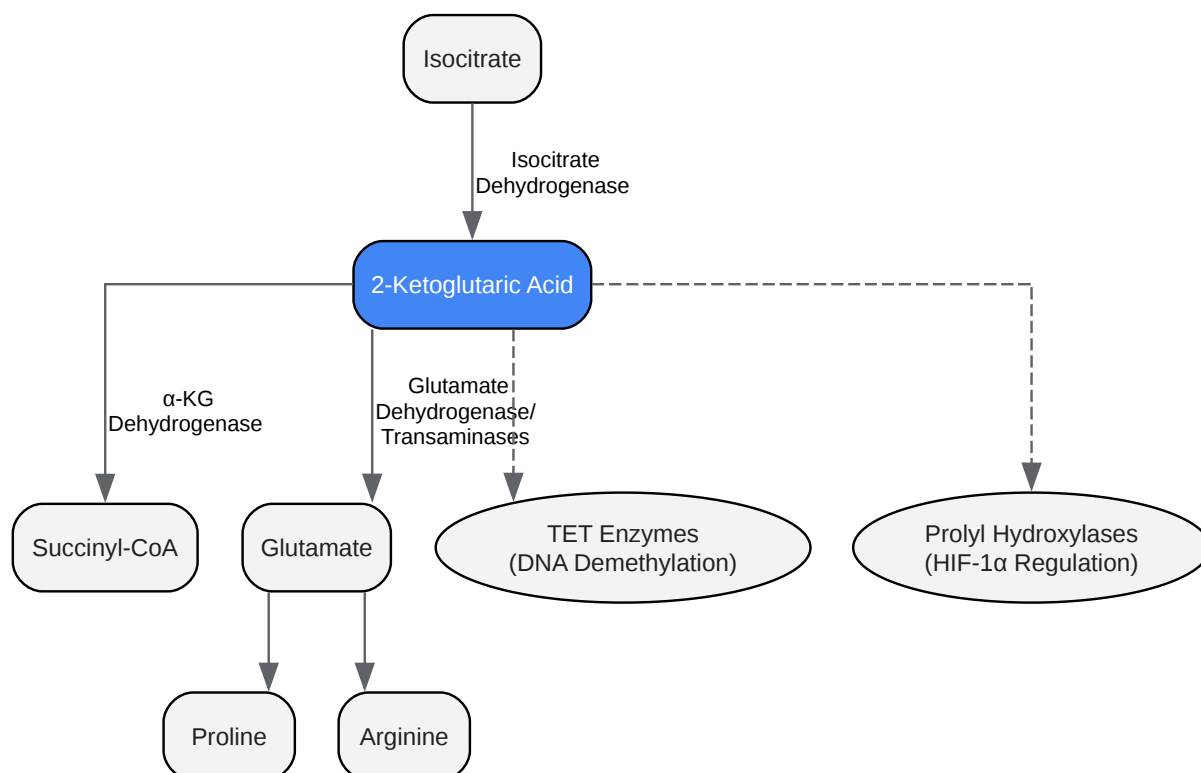 Isocitrate
Isocitrate
Dehydrogenase
2-Ketoglutaric Acid
α-KG
Dehydrogenase
Glutamate
Dehydrogenase/
Transaminases
Succinyl-CoA
Glutamate
TET Enzymes
(DNA Demethylation)
Prolyl Hydroxylases
(HIF-1α Regulation)
Proline
Arginine